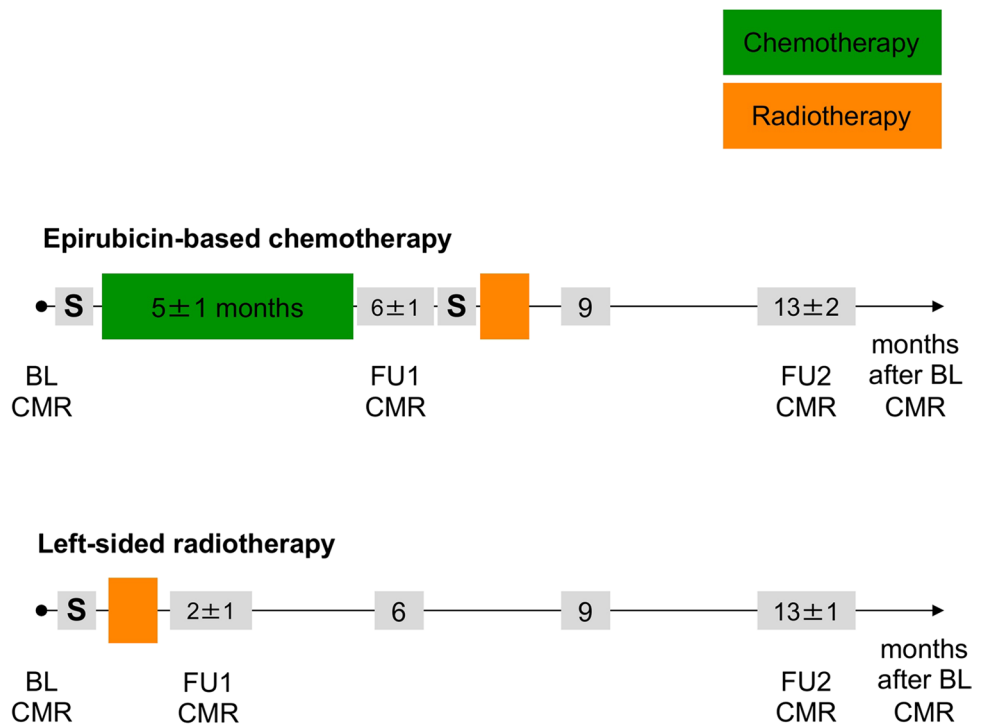 Chemotherapy
Radiotherapy
Epirubicin-based chemotherapy
S
5±1 months
6±1
S
9
13±2
BL
CMR
FU1
CMR
FU2
CMR
months
after BL
CMR
Left-sided radiotherapy
S
2±1
6
9
13±1
BL
CMR
FU1
CMR
FU2
CMR
months
after BL
CMR